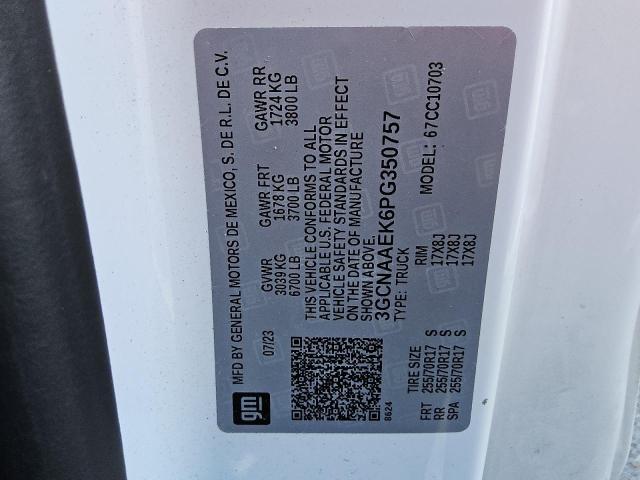 MFD BY GENERAL MOTORS DE MEXICO, S. DE R.L. DE C.V.
07/23
GVWR GAWR FRT GAWR RR
3039 KG 1678 KG 1724 KG
6700 LB 3700 LB 3800 LB
THIS VEHICLE CONFORMS TO ALL
APPLICABLE U.S. FEDERAL MOTOR
VEHICLE SAFETY STANDARDS IN EFFECT
ON THE DATE OF MANUFACTURE
SHOWN ABOVE.
3GCNAAEK6PG350757
TYPE: TRUCK MODEL: 67CC10703
gm
8624
TIRE SIZE RIM
FRT 255/70R17 S 17X8J
RR 255/70R17 S 17X8J
SPA 255/70R17 S 17X8J